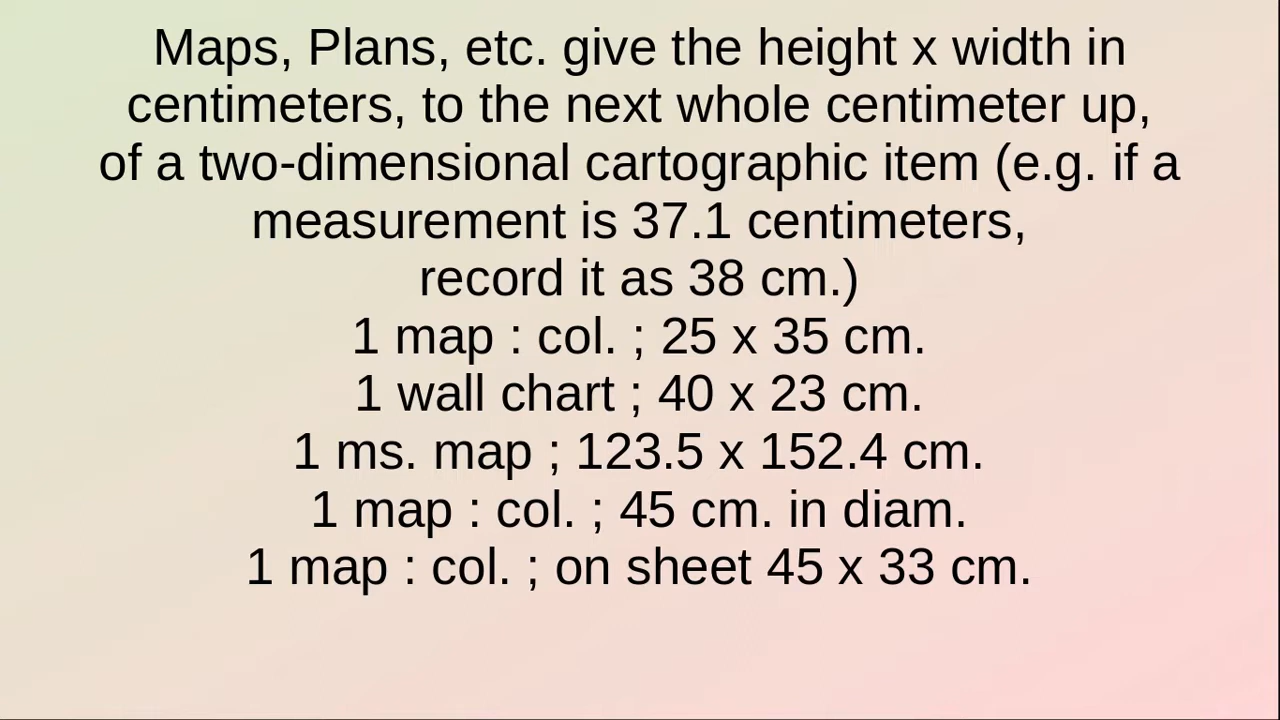 Maps, Plans, etc. give the height x width in
centimeters, to the next whole centimeter up,
of a two-dimensional cartographic item (e.g. if a
measurement is 37.1 centimeters,
record it as 38 cm.)
1 map : col. ; 25 x 35 cm.
1 wall chart ; 40 x 23 cm.
1 ms. map ; 123.5 x 152.4 cm.
1 map : col. ; 45 cm. in diam.
1 map : col. ; on sheet 45 x 33 cm.